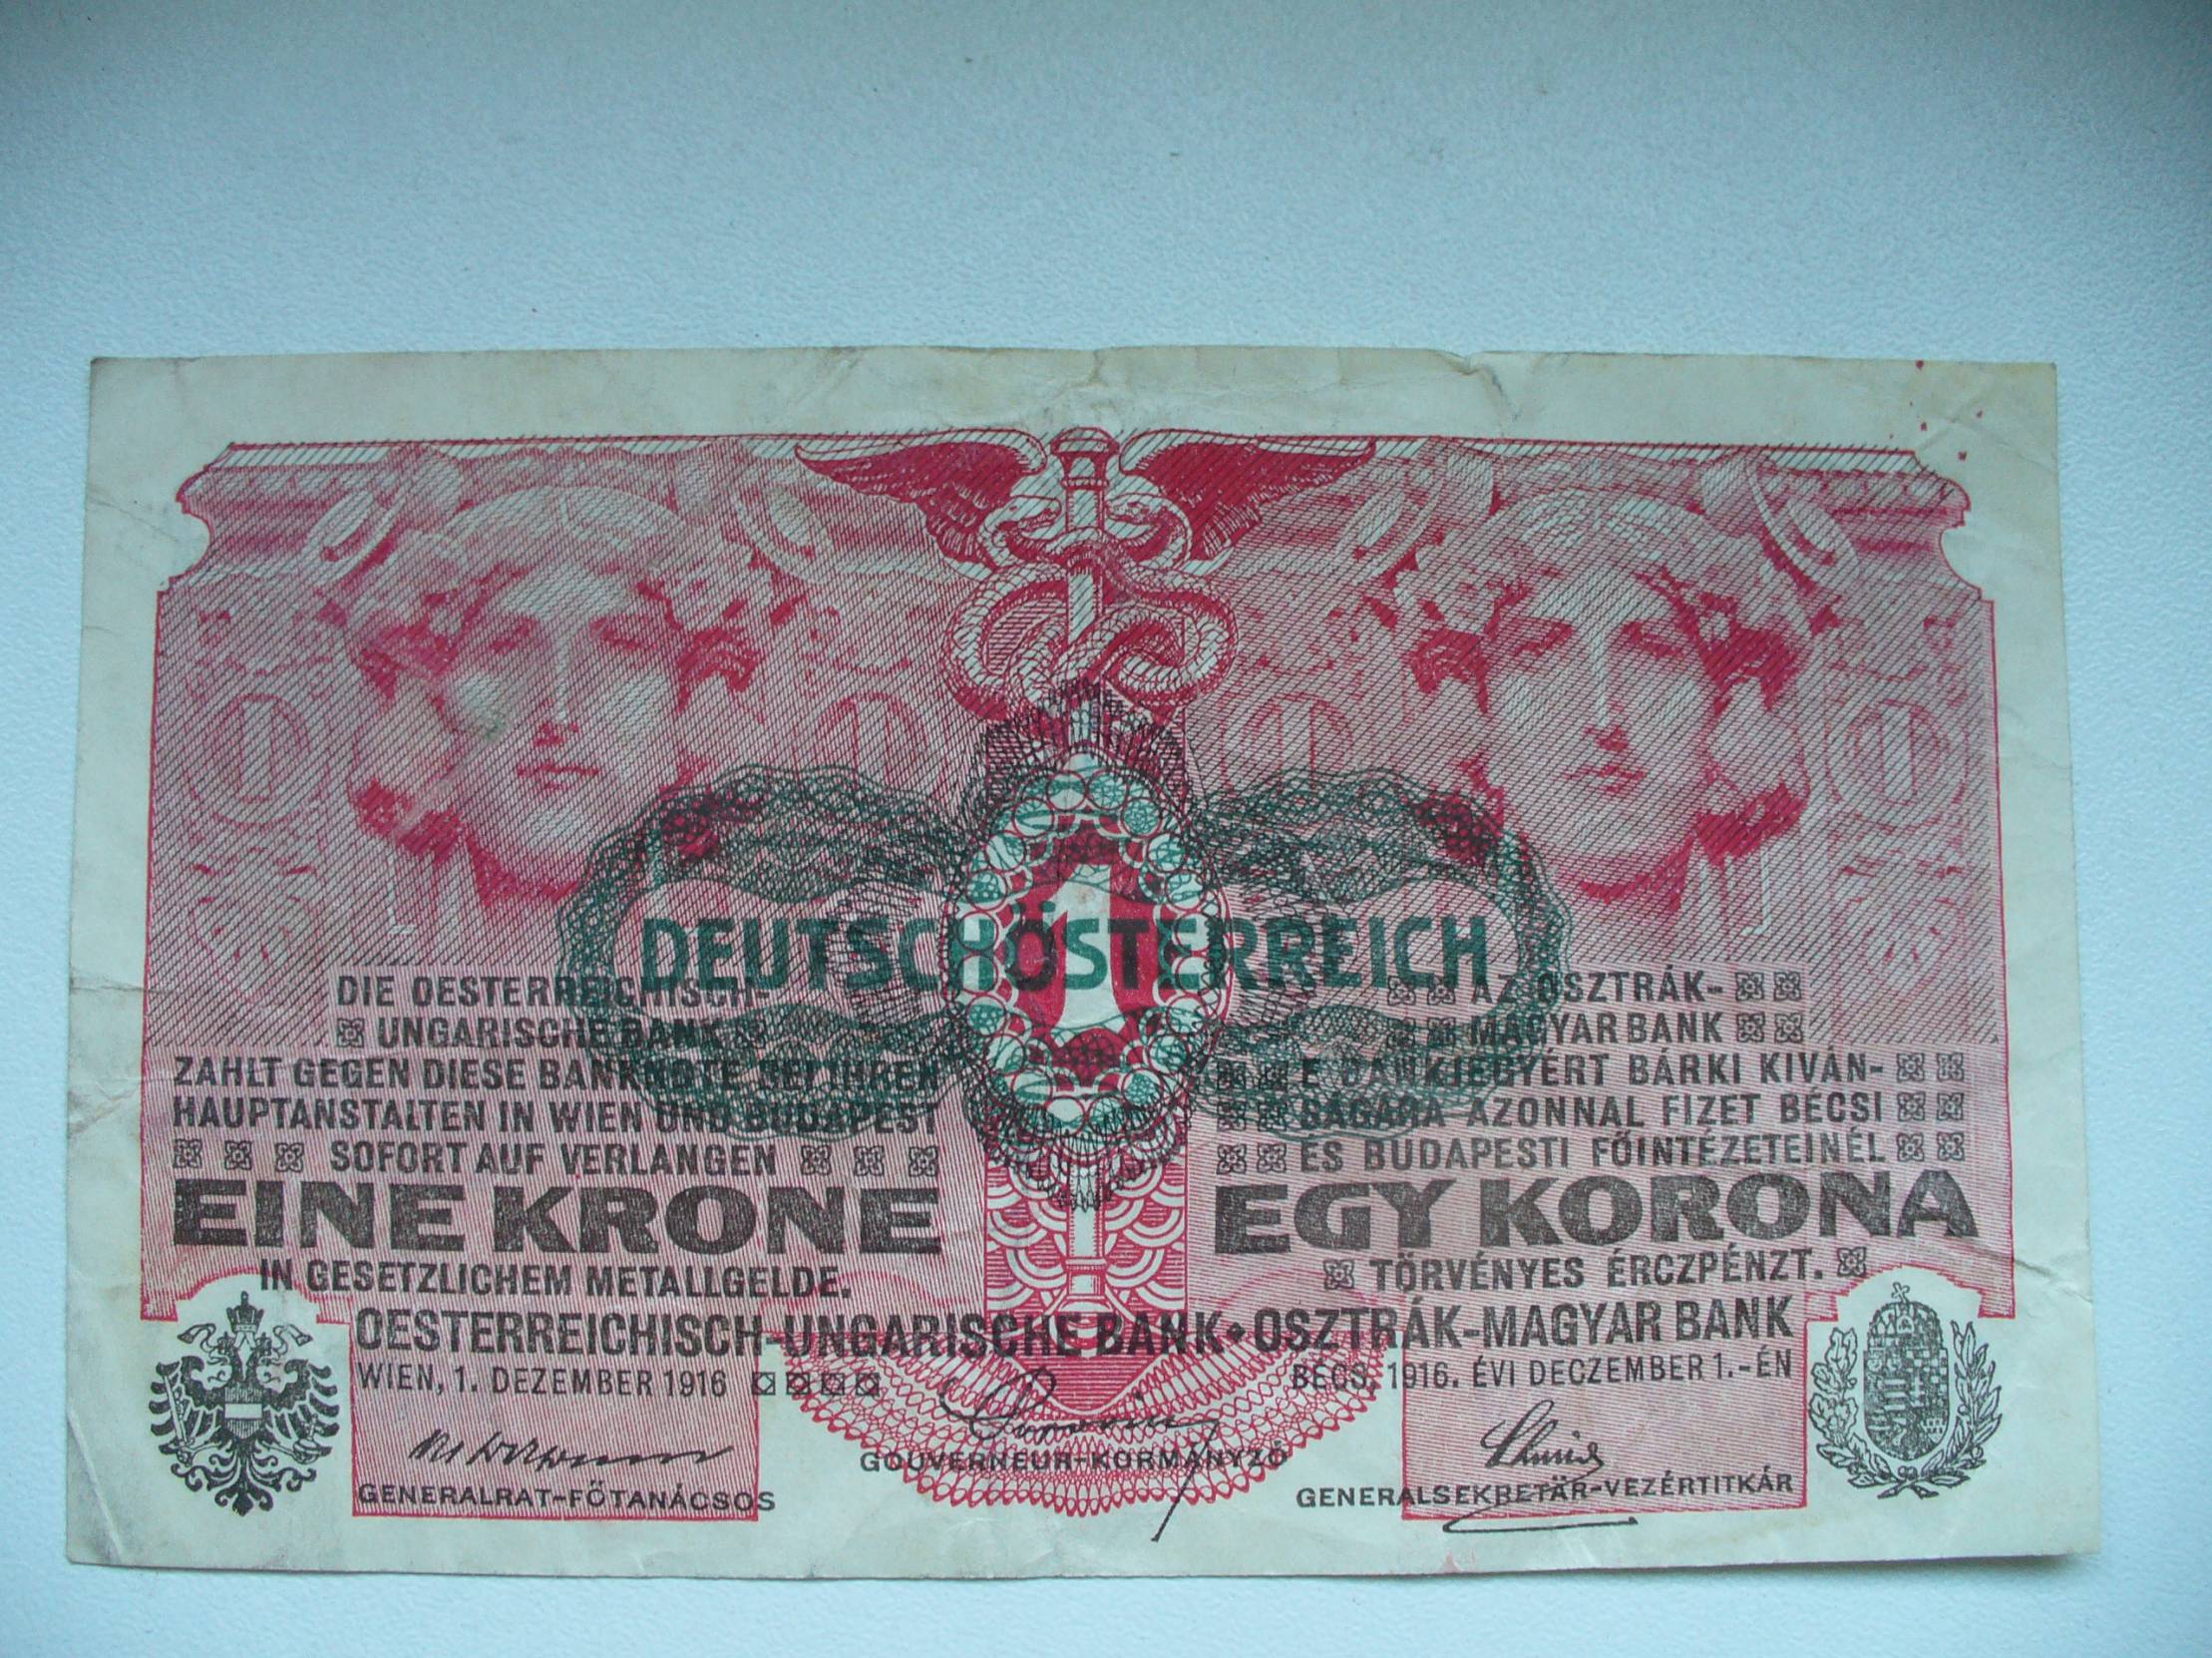 DEUTSCHÖSTERREICH
1
DIE OESTERREICHISCH-
UNGARISCHE BANK
ZAHLT GEGEN DIESE BANKNOTE BEI IHREN
HAUPTANSTALTEN IN WIEN UND BUDAPEST
SOFORT AUF VERLANGEN
EINE KRONE
IN GESETZLICHEM METALLGELDE.
AZ OSZTRÁK-
MAGYAR BANK
E BANKJEGYÉRT BÁRKI KIVÁN-
SÁGÁRA AZONNAL FIZET BÉCSI
ÉS BUDAPESTI FŐINTÉZETEINÉL
EGY KORONA
TÖRVÉNYES ÉRCZPÉNZT.
OESTERREICHISCH-UNGARISCHE BANK • OSZTRÁK-MAGYAR BANK
WIEN, 1. DEZEMBER 1916
BÉCS, 1916. ÉVI DECZEMBER 1.-ÉN
GENERALRAT-FŐTANÁCSOS
GOUVERNEUR-KORMÁNYZÓ
GENERALSEKRETÄR-VEZÉRTITKÁR